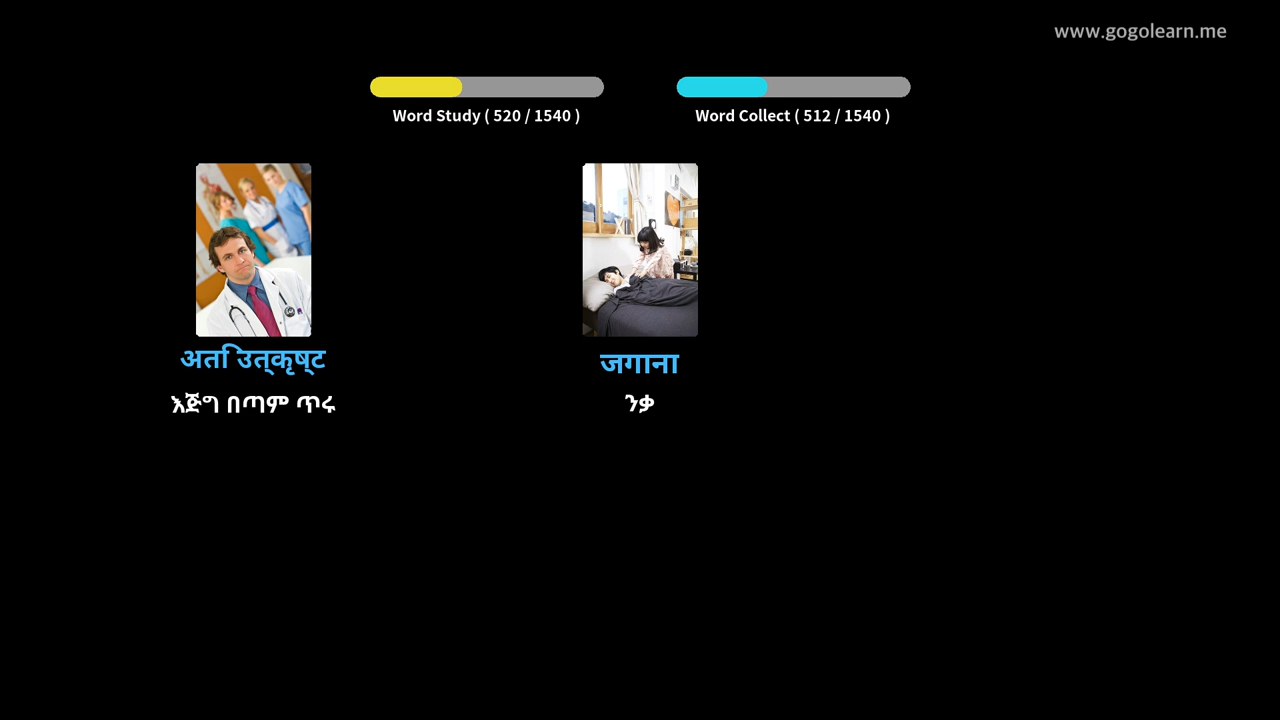 www.gogolearn.me
Word Study ( 520 / 1540 )
Word Collect ( 512 / 1540 )
अति उत्कृष्ट
जगाना
እጅግ በጣም ጥሩ
ንቃ